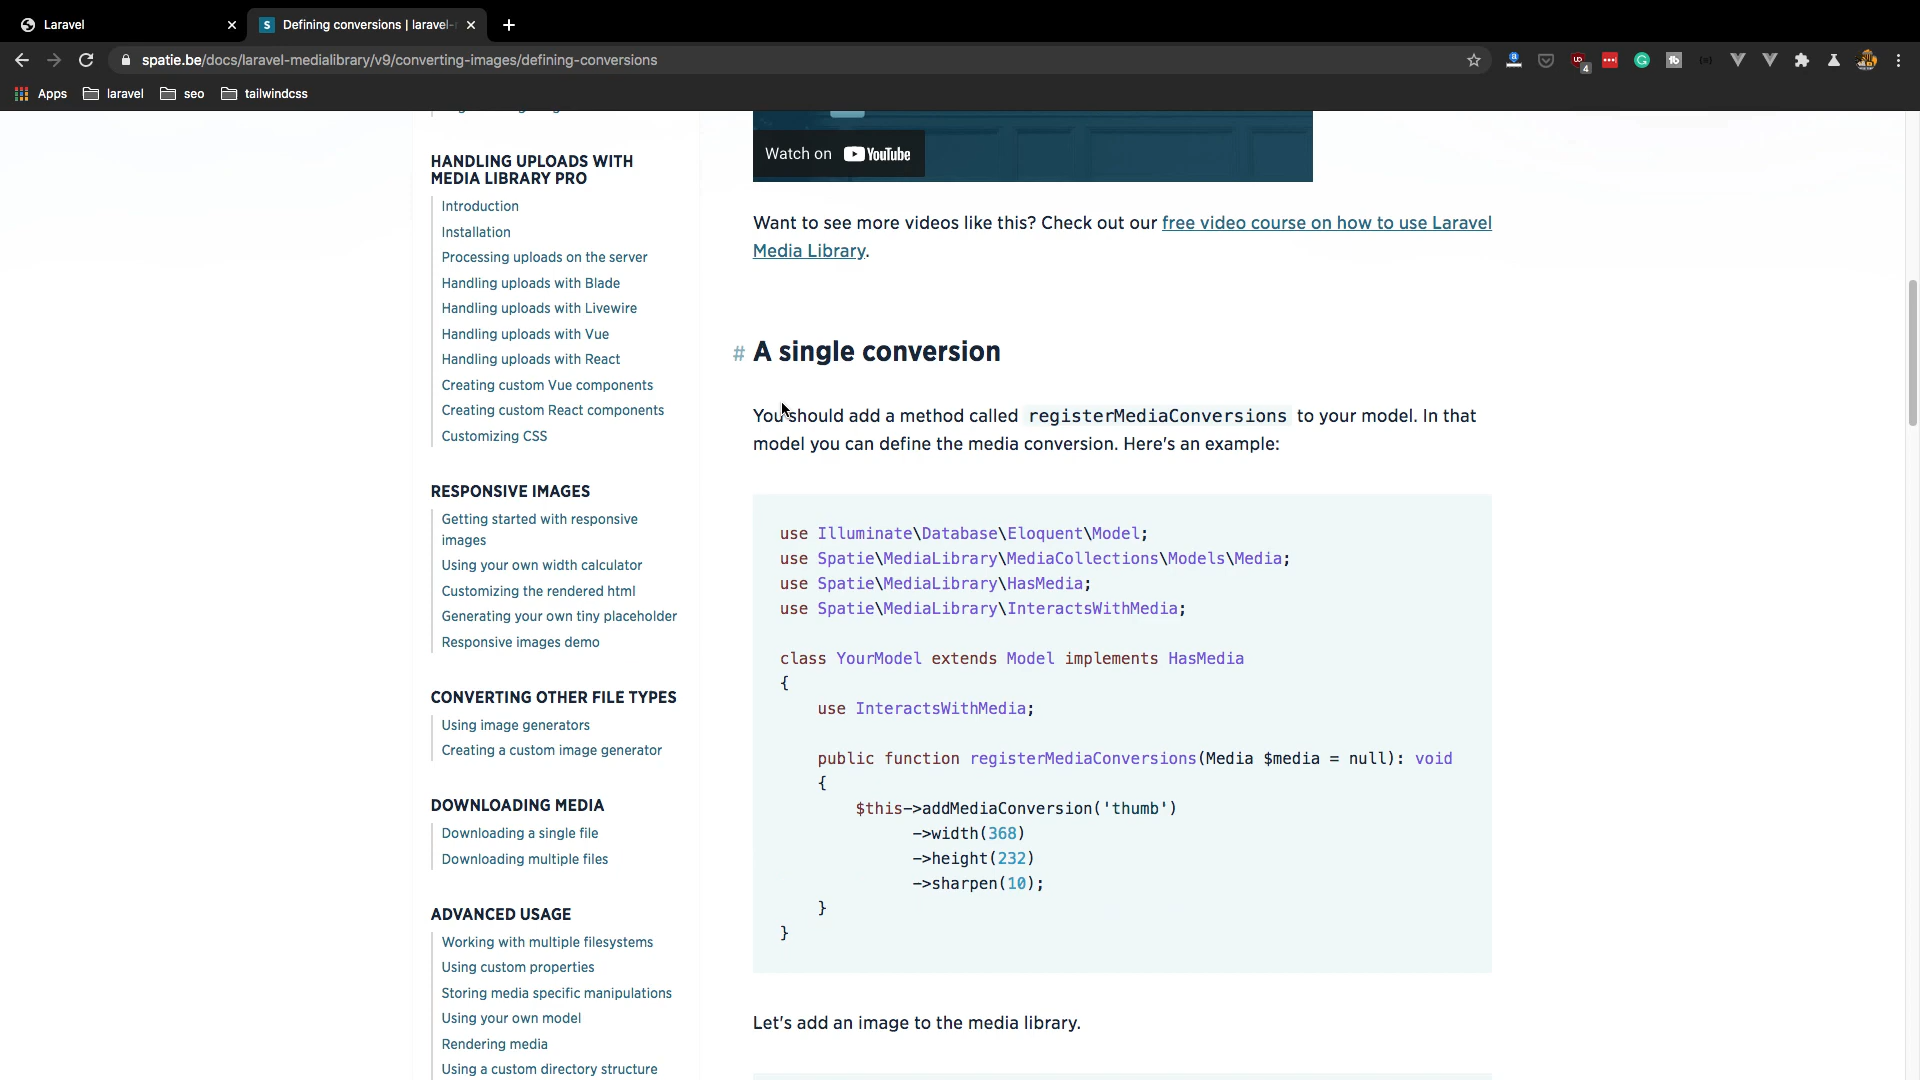 Laravel
Defining conversions | laravel-
spatie.be/docs/laravel-medialibrary/v9/converting-images/defining-conversions
Apps
laravel
seo
tailwindcss
HANDLING UPLOADS WITH
MEDIA LIBRARY PRO
Introduction
Installation
Processing uploads on the server
Handling uploads with Blade
Handling uploads with Livewire
Handling uploads with Vue
Handling uploads with React
Creating custom Vue components
Creating custom React components
Customizing CSS
RESPONSIVE IMAGES
Getting started with responsive
images
Using your own width calculator
Customizing the rendered html
Generating your own tiny placeholder
Responsive images demo
CONVERTING OTHER FILE TYPES
Using image generators
Creating a custom image generator
DOWNLOADING MEDIA
Downloading a single file
Downloading multiple files
ADVANCED USAGE
Working with multiple filesystems
Using custom properties
Storing media specific manipulations
Using your own model
Rendering media
Using a custom directory structure
Watch on YouTube
Want to see more videos like this? Check out our free video course on how to use Laravel
Media Library.
# A single conversion
You should add a method called registerMediaConversions to your model. In that
model you can define the media conversion. Here's an example:
use Illuminate\Database\Eloquent\Model;
use Spatie\MediaLibrary\MediaCollections\Models\Media;
use Spatie\MediaLibrary\HasMedia;
use Spatie\MediaLibrary\InteractsWithMedia;
class YourModel extends Model implements HasMedia
{
use InteractsWithMedia;
public function registerMediaConversions(Media $media = null): void
{
$this->addMediaConversion('thumb')
->width(368)
->height(232)
->sharpen(10);
}
}
Let's add an image to the media library.